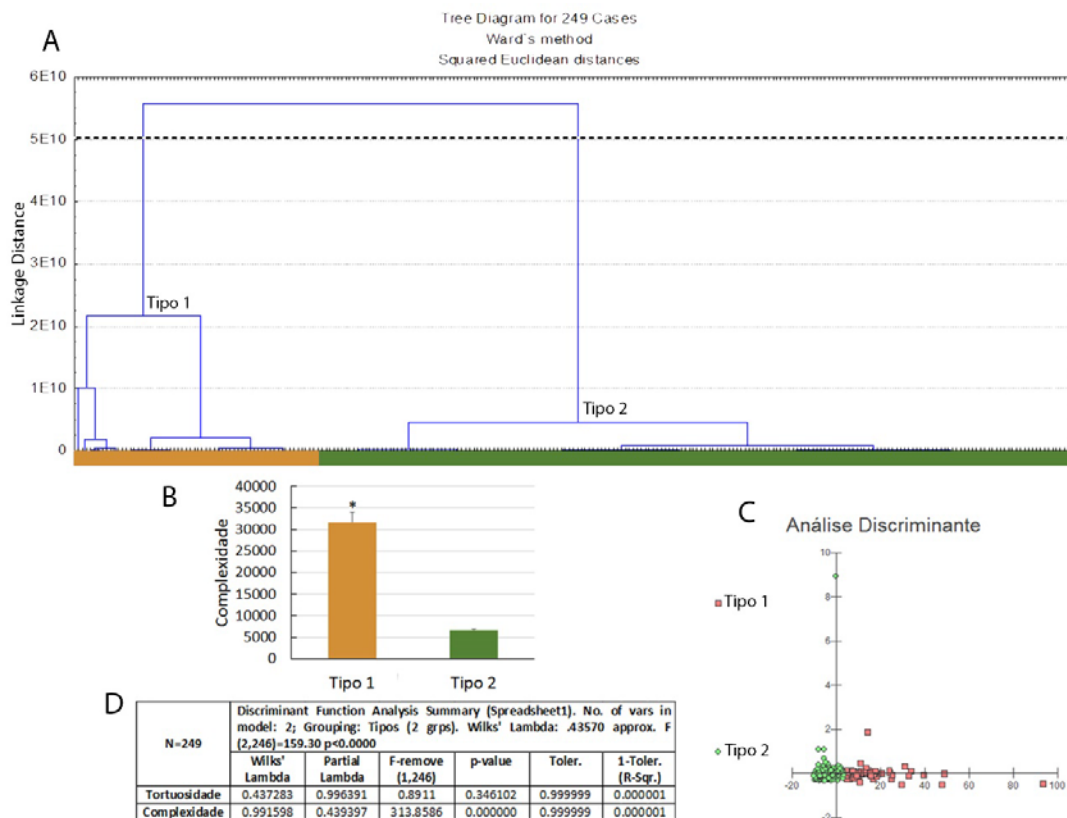 A
Tree Diagram for 249 Cases
Ward`s method
Squared Euclidean distances
6E10
5E10
4E10
3E10
2E10
1E10
0
Linkage Distance
Tipo 1
Tipo 2
B
40000
35000
30000
25000
20000
15000
10000
5000
0
Complexidade
*
Tipo 1
Tipo 2
C
Análise Discriminante
10
8
6
4
2
0
-2
-20
0
20
40
60
80
100
Tipo 1
Tipo 2
D
N=249
Discriminant Function Analysis Summary (Spreadsheet1). No. of vars in
model: 2; Grouping: Tipos (2 grps). Wilks' Lambda: .43570 approx. F
(2,246)=159.30 p<0.0000
Wilks' Lambda Partial Lambda F-remove (1,246) p-value Toler. 1-Toler. (R-Sqr.)
Tortuosidade 0.437283 0.996391 0.8911 0.346102 0.999999 0.000001
Complexidade 0.991598 0.439397 313.8586 0.000000 0.999999 0.000001